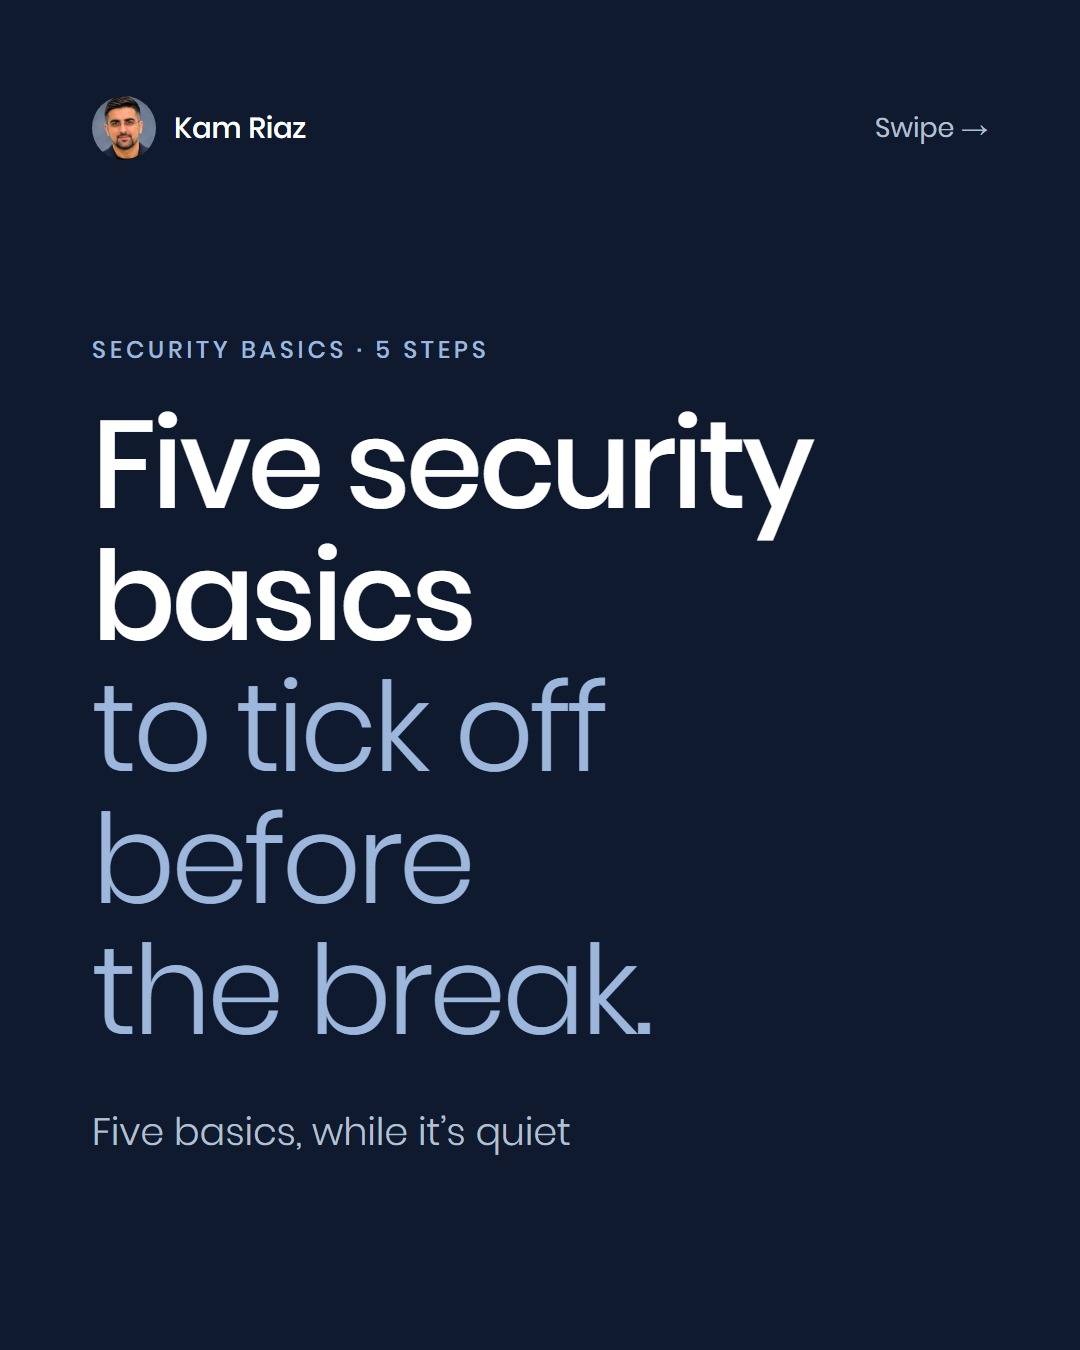 Kam Riaz
Swipe →
SECURITY BASICS · 5 STEPS
Five security
basics
to tick off
before
the break.
Five basics, while it’s quiet